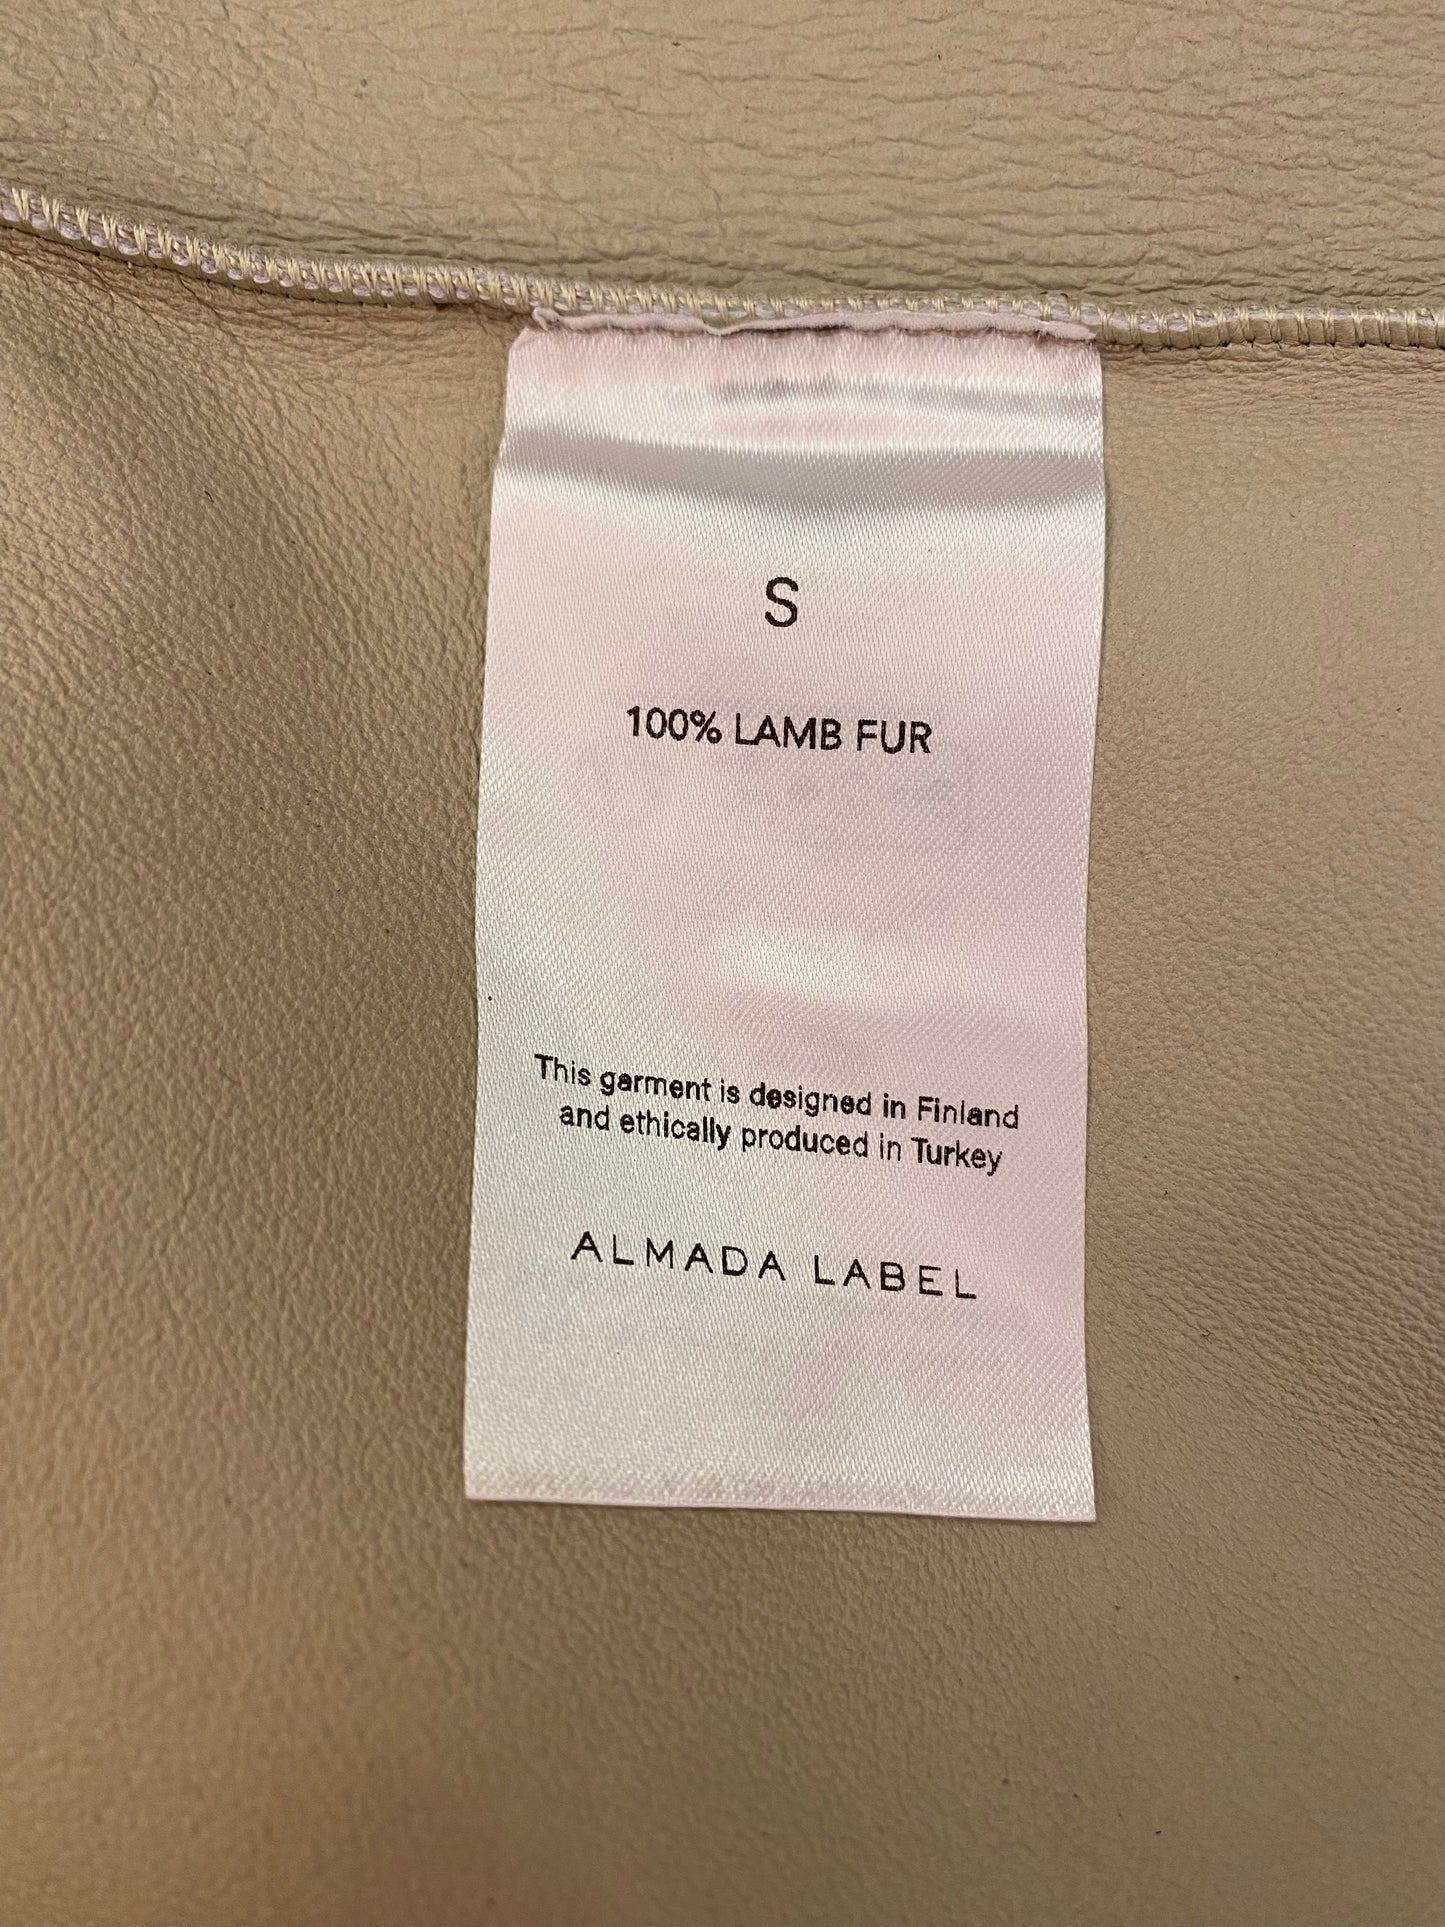 S
100% LAMB FUR
This garment is designed in Finland
and ethically produced in Turkey
ALMADA LABEL